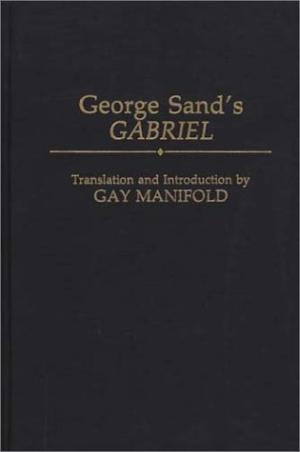 George Sand's
GABRIEL
Translation and Introduction by
GAY MANIFOLD